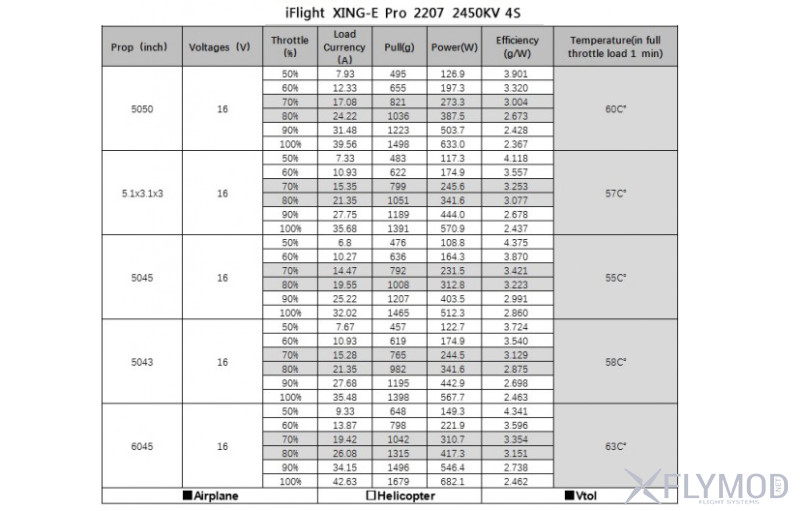 iFlight XING-E Pro 2207 2450KV 4S
Prop (inch) Voltages (V) Throttle (%) Load Currency (A) Pull(g) Power(W) Efficiency (g/W) Temperature(in full throttle load 1 min)
50% 7.93 495 126.9 3.901
60% 12.33 655 197.3 3.320
70% 17.08 821 273.3 3.004
5050 16 80% 24.22 1036 387.5 2.673 60C°
90% 31.48 1223 503.7 2.428
100% 39.56 1498 633.0 2.367
50% 7.33 483 117.3 4.118
60% 10.93 622 174.9 3.557
70% 15.35 799 245.6 3.253
5.1x3.1x3 16 80% 21.35 1051 341.6 3.077 57C°
90% 27.75 1189 444.0 2.678
100% 35.68 1391 570.9 2.437
50% 6.8 476 108.8 4.375
60% 10.27 636 164.3 3.870
70% 14.47 792 231.5 3.421
5045 16 80% 19.55 1008 312.8 3.223 55C°
90% 25.22 1207 403.5 2.991
100% 32.02 1465 512.3 2.860
50% 7.67 457 122.7 3.724
60% 10.93 619 174.9 3.540
70% 15.28 765 244.5 3.129
5043 16 80% 21.35 982 341.6 2.875 58C°
90% 27.68 1195 442.9 2.698
100% 35.48 1398 567.7 2.463
50% 9.33 648 149.3 4.341
60% 13.87 798 221.9 3.596
70% 19.42 1042 310.7 3.354
6045 16 80% 26.08 1315 417.3 3.151 63C°
90% 34.15 1496 546.4 2.738
100% 42.63 1679 682.1 2.462
■Airplane □Helicopter ■Vtol
XFLYMOD.NET
FLIGHT SYSTEMS